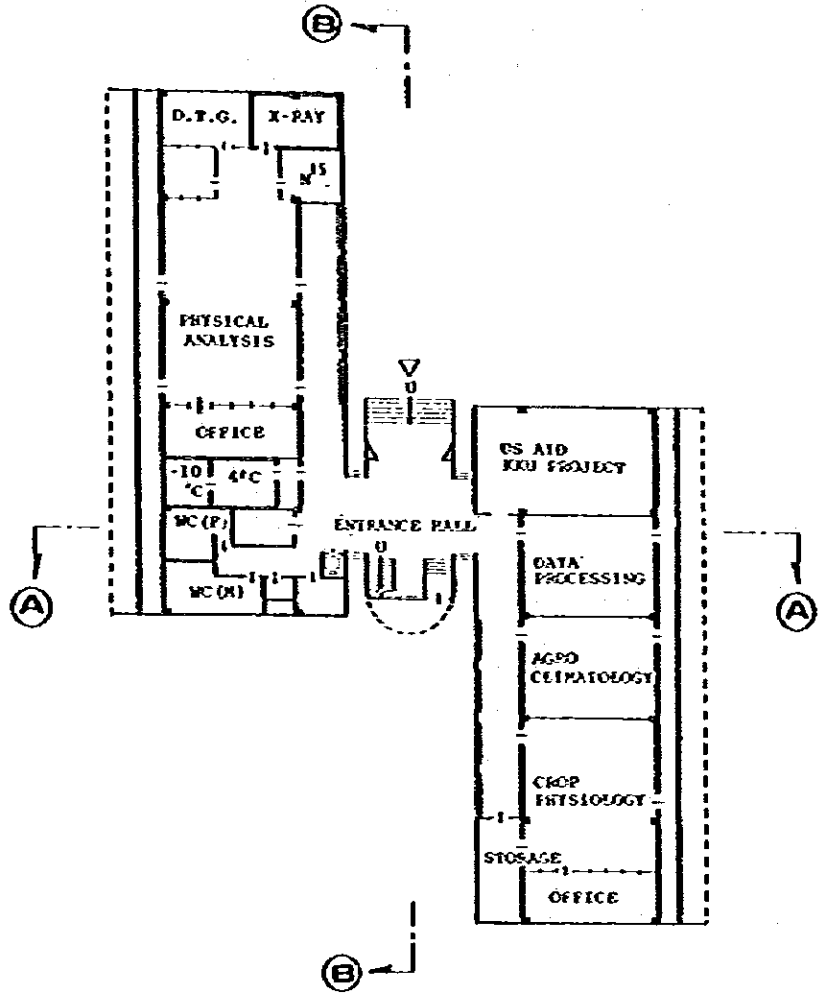 B
D.T.G.
X-RAY
N15
PHYSICAL
ANALYSIS
U
OFFICE
US AID
KKU PROJECT
-10
°C
4°C
WC(F)
ENTRANCE HALL
U
DATA
PROCESSING
A
A
WC(M)
AGRO
CLIMATOLOGY
CROP
PHYSIOLOGY
STORAGE
OFFICE
B